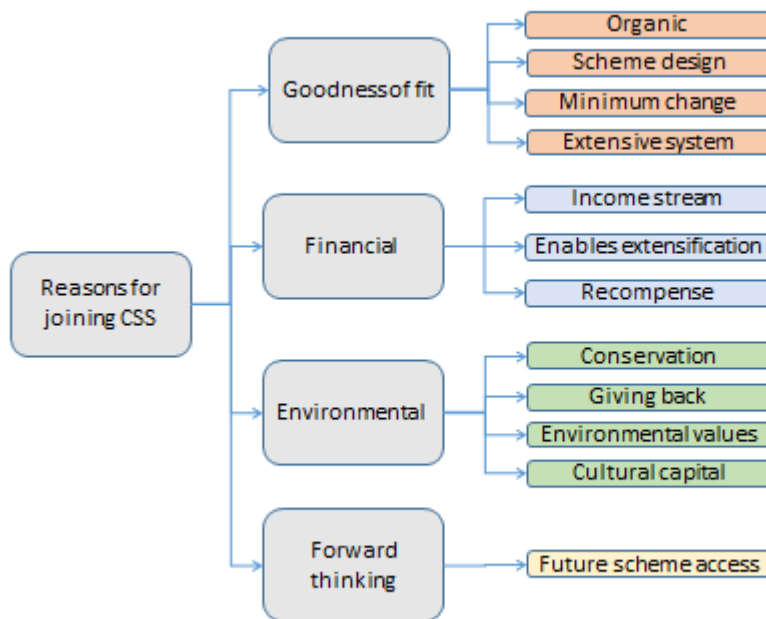 Reasons for
joining CSS
Goodness of fit
Organic
Scheme design
Minimum change
Extensive system
Financial
Income stream
Enables extensification
Recompense
Environmental
Conservation
Giving back
Environmental values
Cultural capital
Forward
thinking
Future scheme access